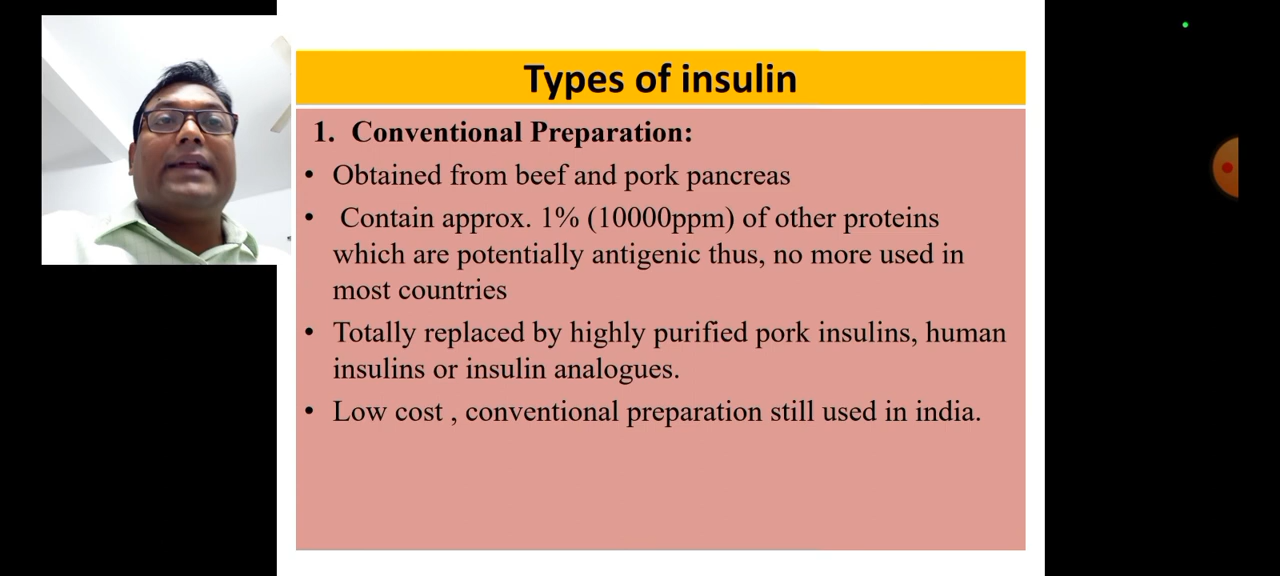 Types of insulin
1. Conventional Preparation:
• Obtained from beef and pork pancreas
• Contain approx. 1% (10000ppm) of other proteins
which are potentially antigenic thus, no more used in
most countries
• Totally replaced by highly purified pork insulins, human
insulins or insulin analogues.
• Low cost , conventional preparation still used in india.